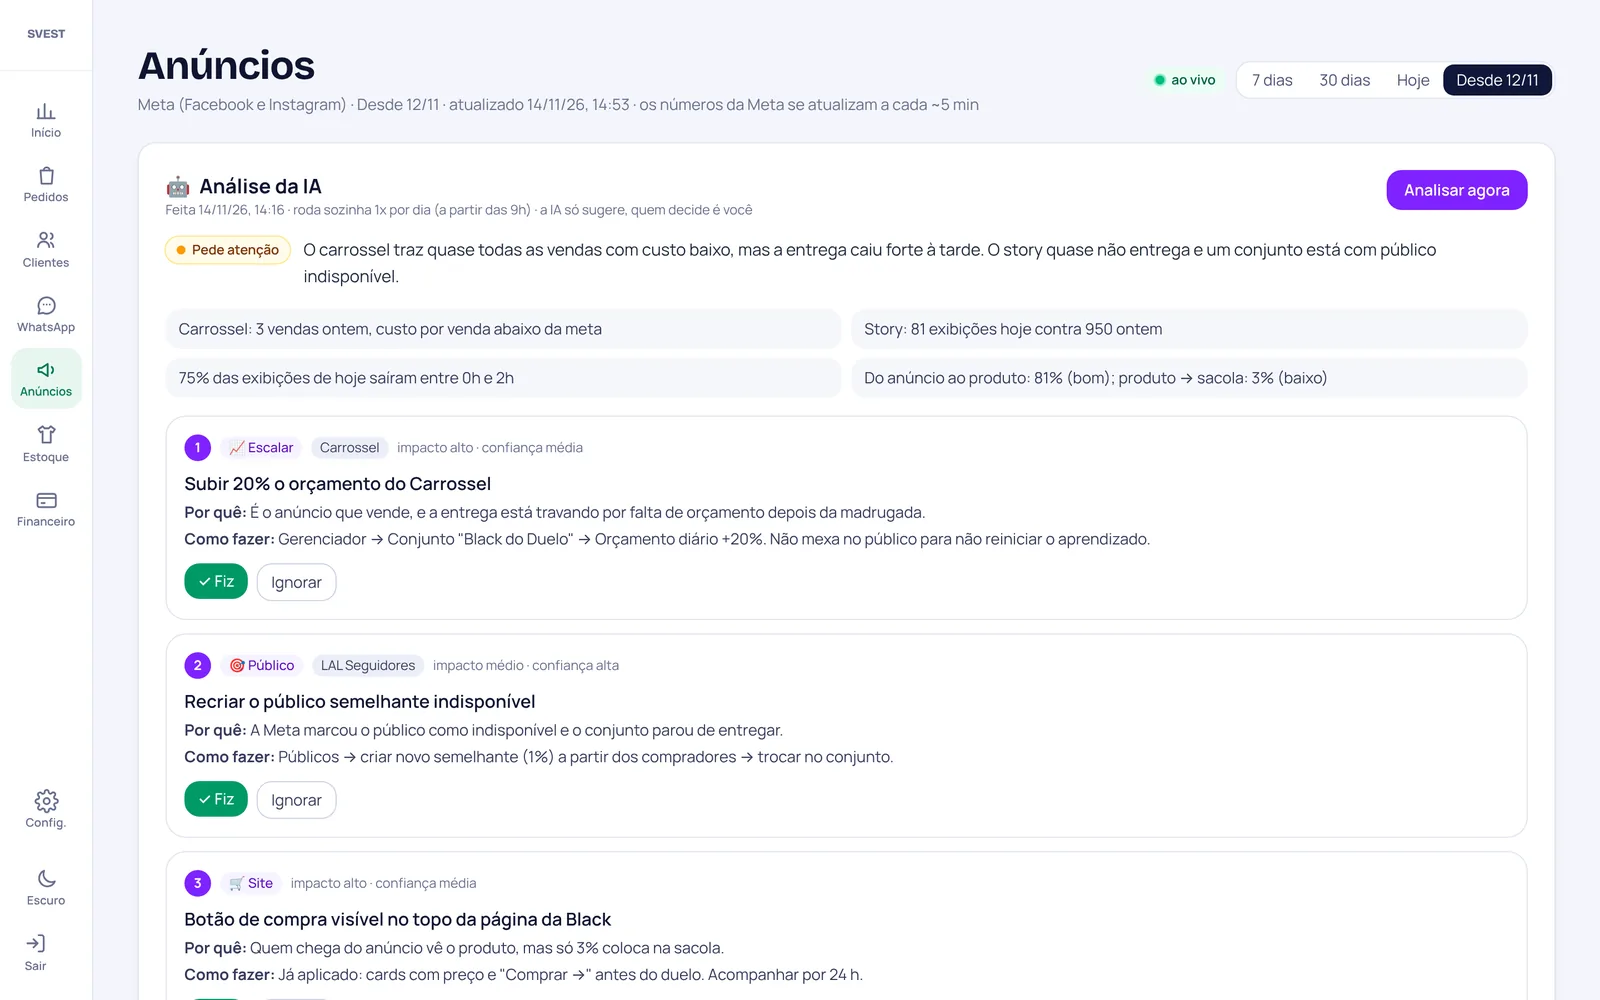 SVEST
Início
Pedidos
Clientes
WhatsApp
Anúncios
Estoque
Financeiro
Config.
Escuro
Sair
Anúncios
Meta (Facebook e Instagram) · Desde 12/11 · atualizado 14/11/26, 14:53 · os números da Meta se atualizam a cada ~5 min
ao vivo
7 dias
30 dias
Hoje
Desde 12/11
Análise da IA
Feita 14/11/26, 14:16 · roda sozinha 1x por dia (a partir das 9h) · a IA só sugere, quem decide é você
Analisar agora
Pede atenção
O carrossel traz quase todas as vendas com custo baixo, mas a entrega caiu forte à tarde. O story quase não entrega e um conjunto está com público
indisponível.
Carrossel: 3 vendas ontem, custo por venda abaixo da meta
Story: 81 exibições hoje contra 950 ontem
75% das exibições de hoje saíram entre 0h e 2h
Do anúncio ao produto: 81% (bom); produto → sacola: 3% (baixo)
1 Escalar Carrossel impacto alto · confiança média
Subir 20% o orçamento do Carrossel
Por quê: É o anúncio que vende, e a entrega está travando por falta de orçamento depois da madrugada.
Como fazer: Gerenciador → Conjunto "Black do Duelo" → Orçamento diário +20%. Não mexa no público para não reiniciar o aprendizado.
✓ Fiz
Ignorar
2 Público LAL Seguidores impacto médio · confiança alta
Recriar o público semelhante indisponível
Por quê: A Meta marcou o público como indisponível e o conjunto parou de entregar.
Como fazer: Públicos → criar novo semelhante (1%) a partir dos compradores → trocar no conjunto.
✓ Fiz
Ignorar
3 Site impacto alto · confiança média
Botão de compra visível no topo da página da Black
Por quê: Quem chega do anúncio vê o produto, mas só 3% coloca na sacola.
Como fazer: Já aplicado: cards com preço e "Comprar →" antes do duelo. Acompanhar por 24 h.